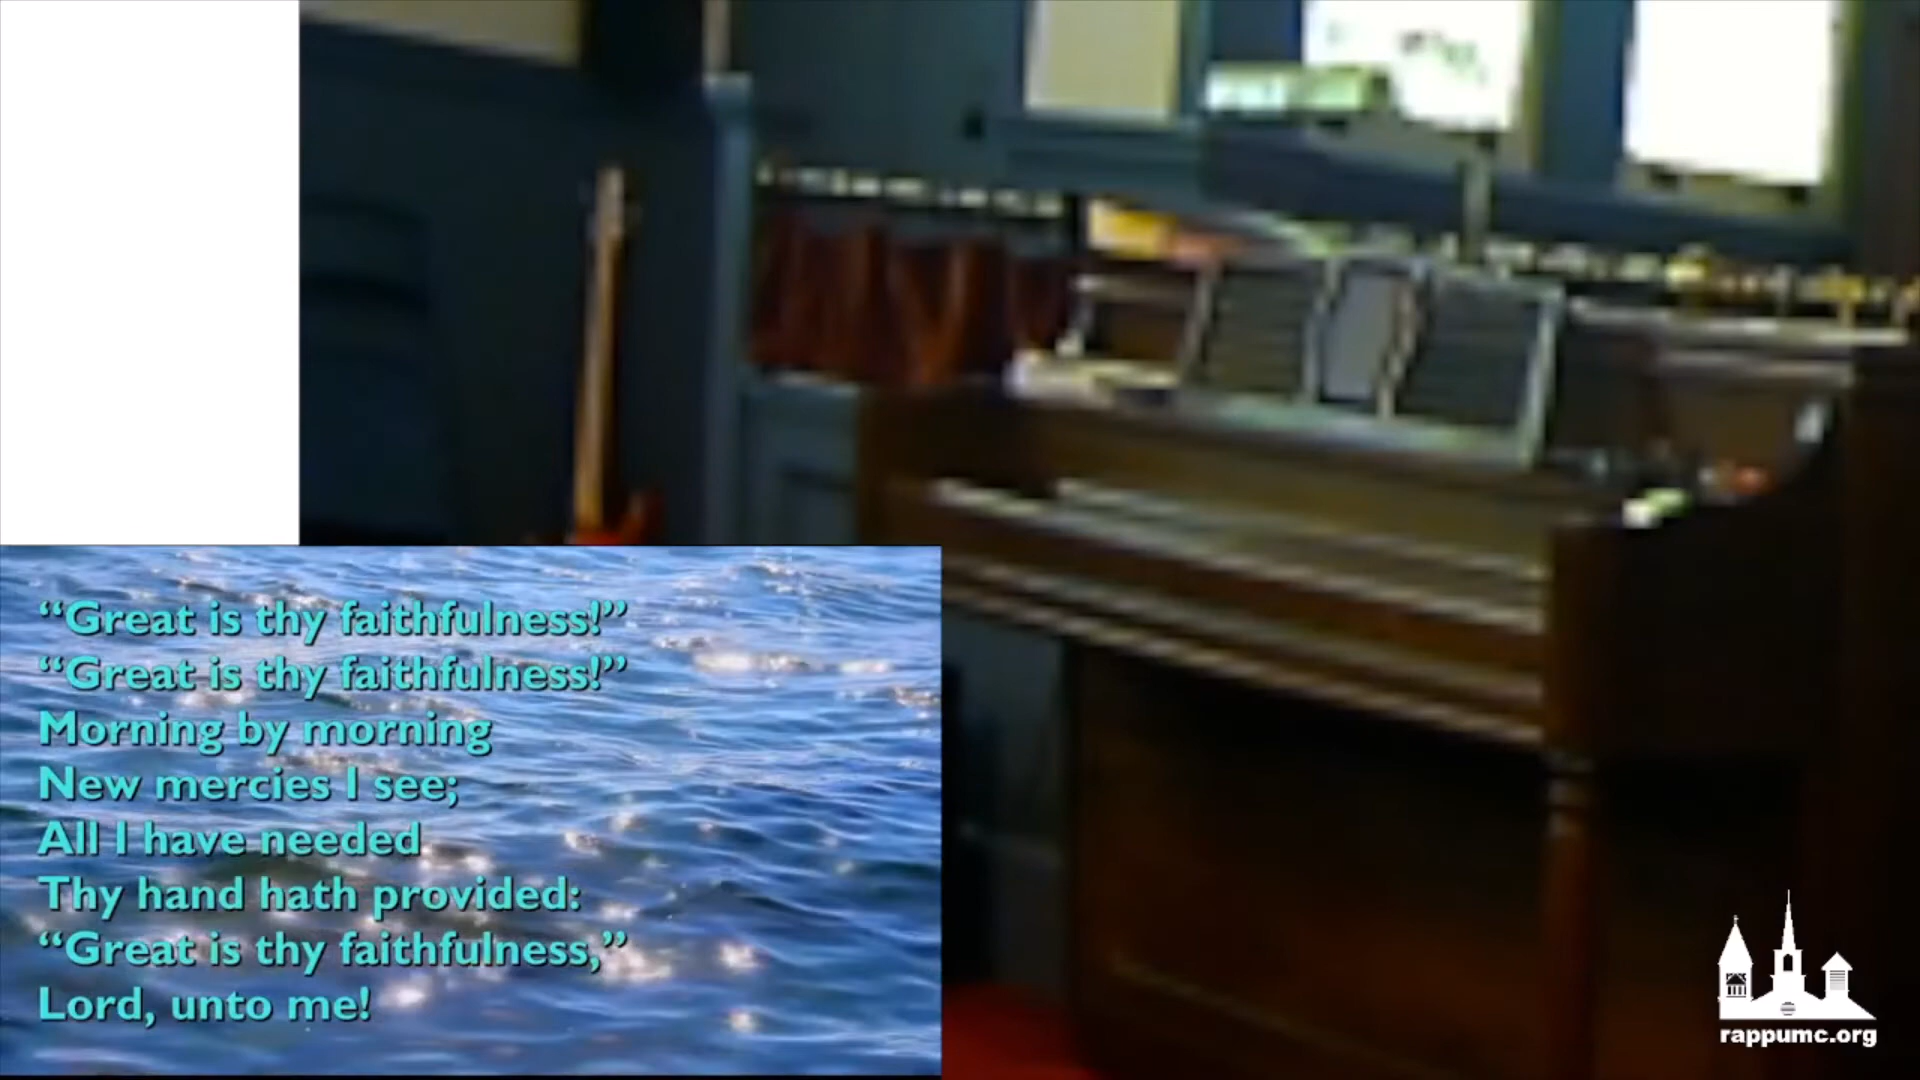 “Great is thy faithfulness!”
“Great is thy faithfulness!”
Morning by morning
New mercies I see;
All I have needed
Thy hand hath provided:
“Great is thy faithfulness,”
Lord, unto me!
rappumc.org